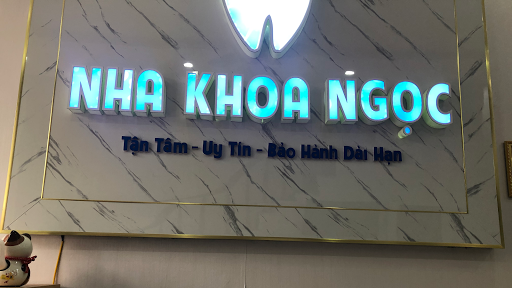 NHA KHOA NGỌC
Tận Tâm - Uy Tín - Bảo Hành Dài Hạn